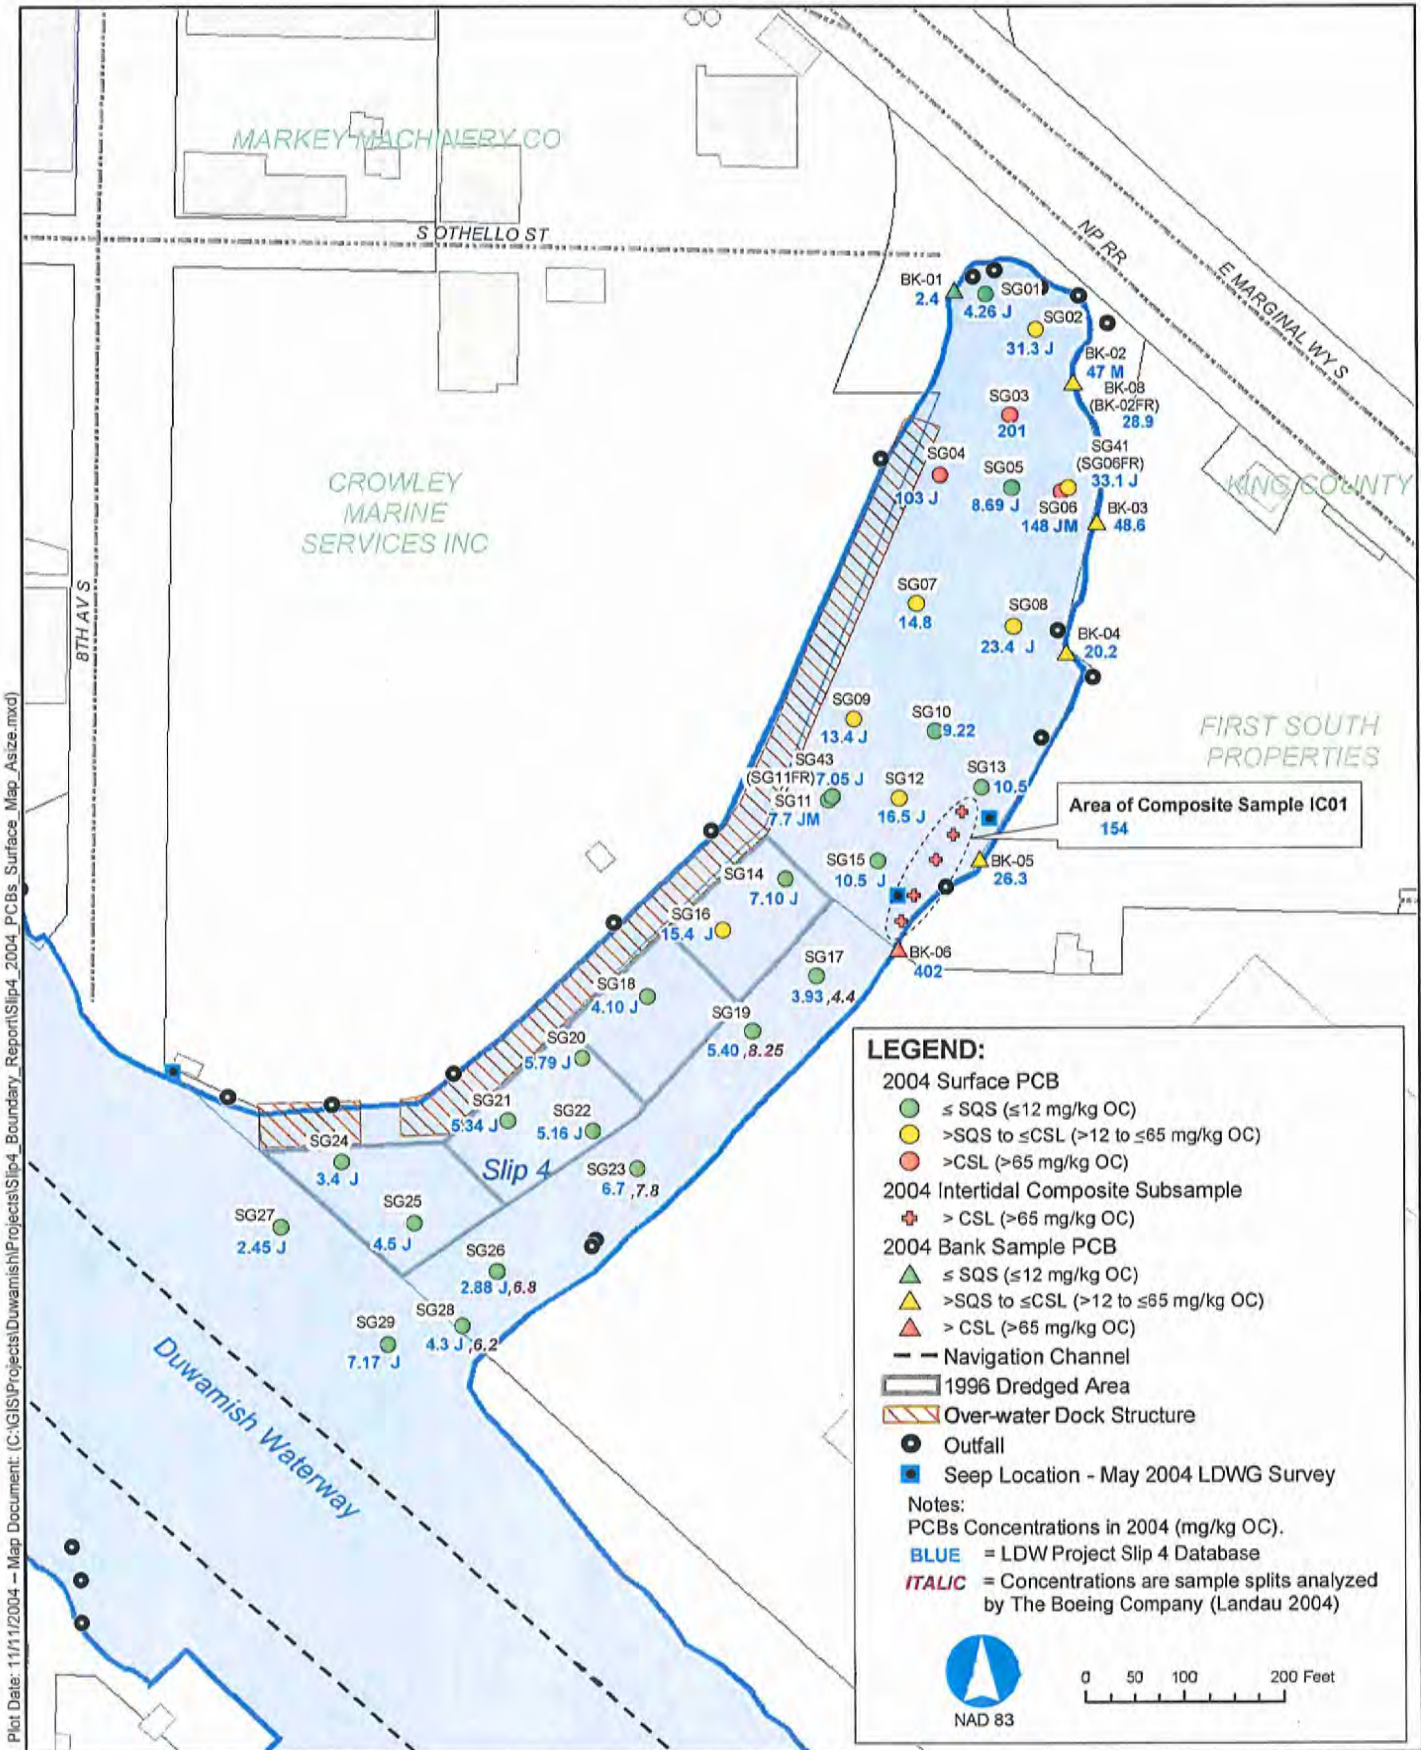 MARKEY MACHINERY CO
S OTHELLO ST
NP RR
E MARGINAL WY S
BK-01
2.4
SG01
4.26 J
SG02
31.3 J
BK-02
47 M
BK-08
(BK-02FR)
28.9
SG03
201
SG41
(SG06FR)
33.1 J
SG04
103 J
SG05
8.69 J
SG06
148 JM
BK-03
48.6
KING COUNTY
CROWLEY
MARINE
SERVICES INC
8TH AV S
SG07
14.8
SG08
23.4 J
BK-04
20.2
SG09
13.4 J
SG10
9.22
FIRST SOUTH
PROPERTIES
SG43
(SG11FR) 7.05 J
SG11
7.7 JM
SG12
16.5 J
SG13
10.5
Area of Composite Sample IC01
154
SG14
7.10 J
SG15
10.5 J
BK-05
26.3
SG16
15.4 J
BK-06
402
SG17
3.93 ,4.4
SG18
4.10 J
SG19
5.40 ,8.25
SG20
5.79 J
SG21
5.34 J
SG22
5.16 J
SG23
6.7 ,7.8
SG24
3.4 J
Slip 4
SG25
4.5 J
SG26
2.88 J,6.8
SG27
2.45 J
SG28
4.3 J ,6.2
SG29
7.17 J
Duwamish Waterway
LEGEND:
2004 Surface PCB
≤ SQS (≤12 mg/kg OC)
>SQS to ≤CSL (>12 to ≤65 mg/kg OC)
>CSL (>65 mg/kg OC)
2004 Intertidal Composite Subsample
> CSL (>65 mg/kg OC)
2004 Bank Sample PCB
≤ SQS (≤12 mg/kg OC)
>SQS to ≤CSL (>12 to ≤65 mg/kg OC)
> CSL (>65 mg/kg OC)
Navigation Channel
1996 Dredged Area
Over-water Dock Structure
Outfall
Seep Location - May 2004 LDWG Survey
Notes:
PCBs Concentrations in 2004 (mg/kg OC).
BLUE = LDW Project Slip 4 Database
ITALIC = Concentrations are sample splits analyzed
by The Boeing Company (Landau 2004)
NAD 83
0 50 100 200 Feet
Plot Date: 11/11/2004 -- Map Document: (C:\GIS\Projects\Duwamish\Projects\Slip4_Boundary_Report\Slip4_2004_PCBs_Surface_Map_Asize.mxd)